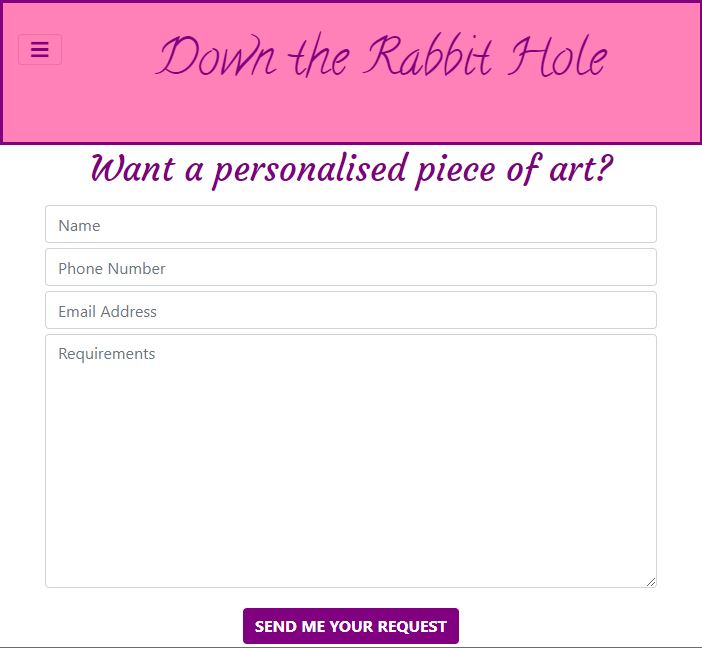 Down the Rabbit Hole
Want a personalised piece of art?
Name
Phone Number
Email Address
Requirements
SEND ME YOUR REQUEST